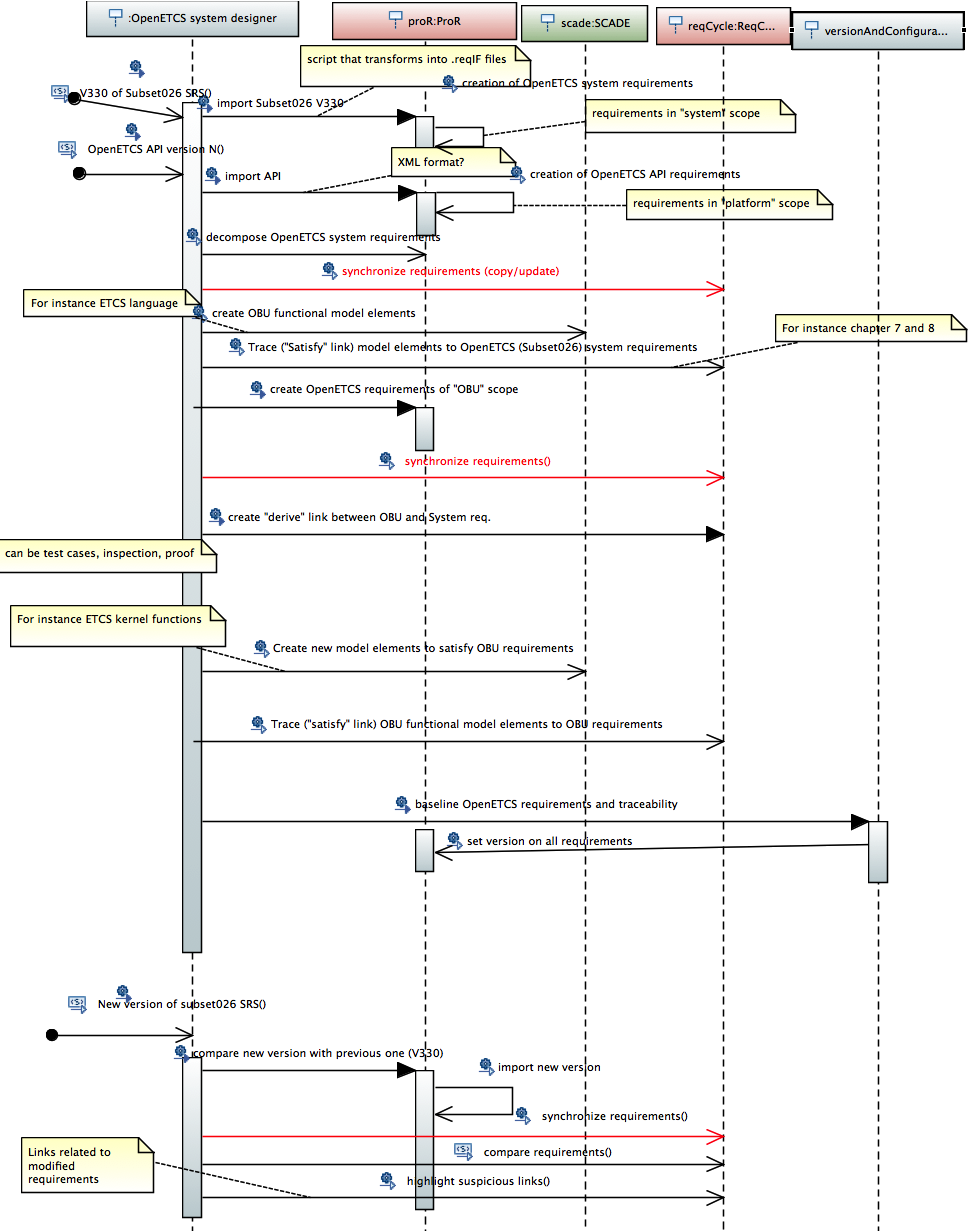 :OpenETCS system designer
proR:ProR
scade:SCADE
reqCycle:ReqC...
versionAndConfigura...
script that transforms into .reqIF files
creation of OpenETCS system requirements
V330 of Subset026 SRS()
import Subset026 V330
requirements in "system" scope
OpenETCS API version N()
XML format?
import API
creation of OpenETCS API requirements
requirements in "platform" scope
decompose OpenETCS system requirements
synchronize requirements (copy/update)
For instance ETCS language
create OBU functional model elements
For instance chapter 7 and 8
Trace ("Satisfy" link) model elements to OpenETCS (Subset026) system requirements
create OpenETCS requirements of "OBU" scope
synchronize requirements()
create "derive" link between OBU and System req.
can be test cases, inspection, proof
For instance ETCS kernel functions
Create new model elements to satisfy OBU requirements
Trace ("satisfy" link) OBU functional model elements to OBU requirements
baseline OpenETCS requirements and traceability
set version on all requirements
New version of subset026 SRS()
compare new version with previous one (V330)
import new version
synchronize requirements()
Links related to
modified
requirements
compare requirements()
highlight suspicious links()